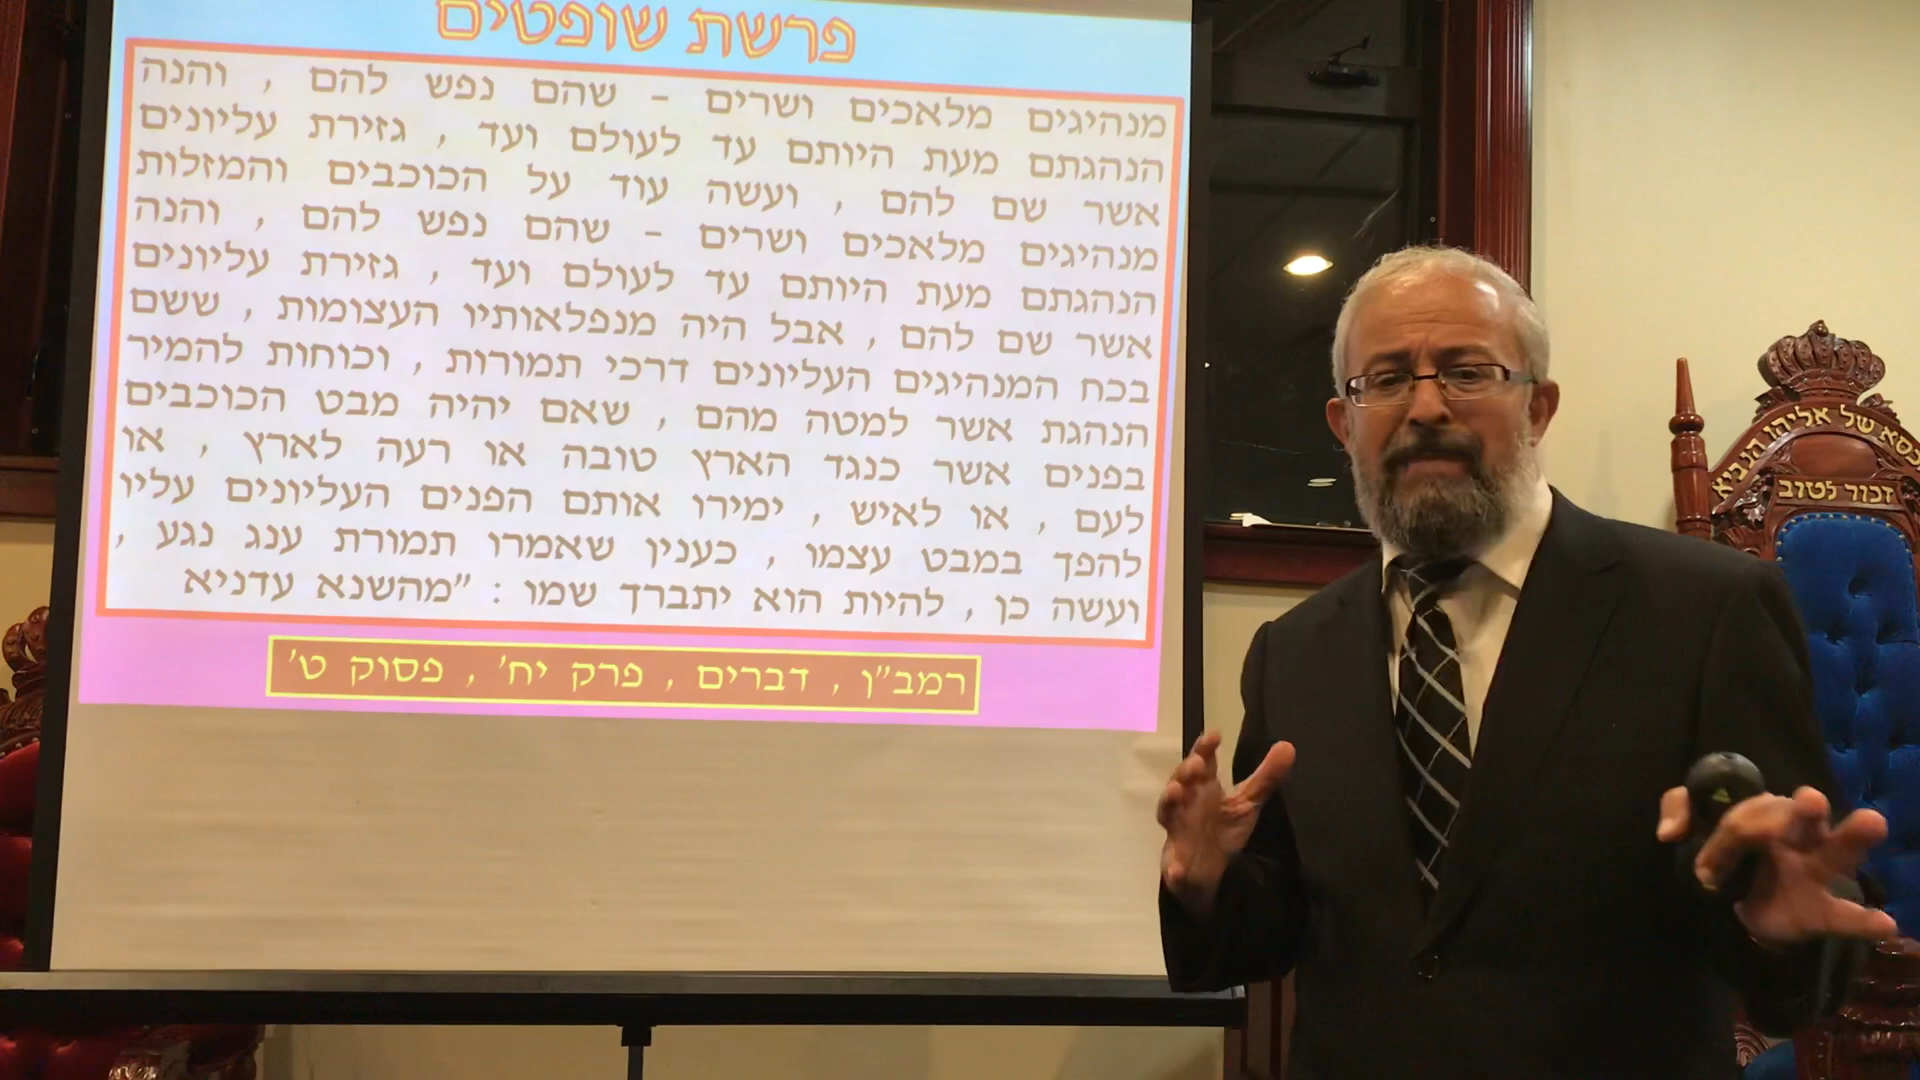 פרשת שופטים
מנהיגים מלאכים ושרים – שהם נפש להם , והנה
הנהגתם מעת היותם עד לעולם ועד , גזירת עליונים
אשר שם להם , ועשה עוד על הכוכבים והמזלות
מנהיגים מלאכים ושרים – שהם נפש להם , והנה
הנהגתם מעת היותם עד לעולם ועד , גזירת עליונים
אשר שם להם , אבל היה מנפלאותיו העצומות , ששם
בכח המנהיגים העליונים דרכי תמורות , וכוחות להמיר
הנהגת אשר למטה מהם , שאם יהיה מבט הכוכבים
בפנים אשר כנגד הארץ טובה או רעה לארץ , או
לעם , או לאיש , ימירו אותם הפנים העליונים עליו
להפך במבט עצמו , כענין שאמרו תמורת ענג נגע ,
ועשה כן , להיות הוא יתברך שמו : "מהשנא עדניא
רמב"ן , דברים , פרק יח' , פסוק ט'
כסא של אליהו הנביא
זכור לטוב